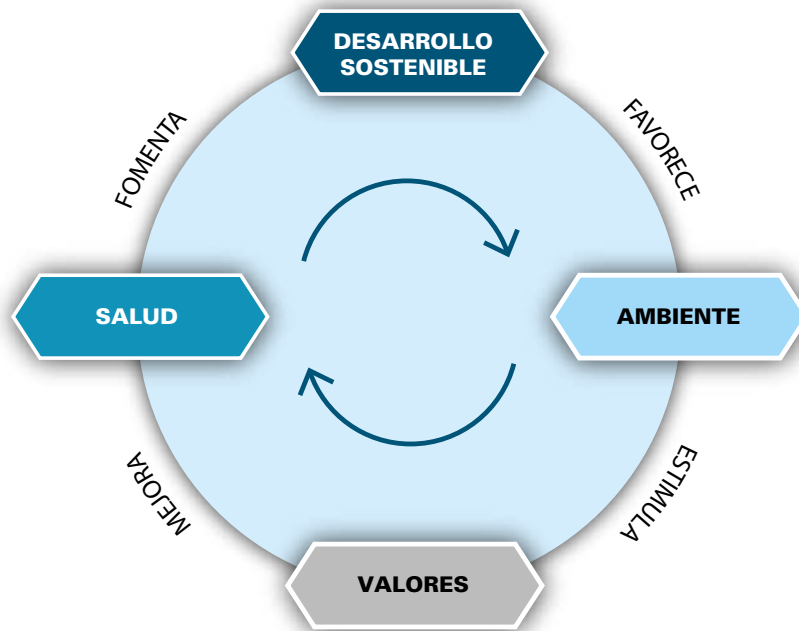 DESARROLLO
SOSTENIBLE
FOMENTA
FAVORECE
SALUD
AMBIENTE
MEJORA
ESTIMULA
VALORES